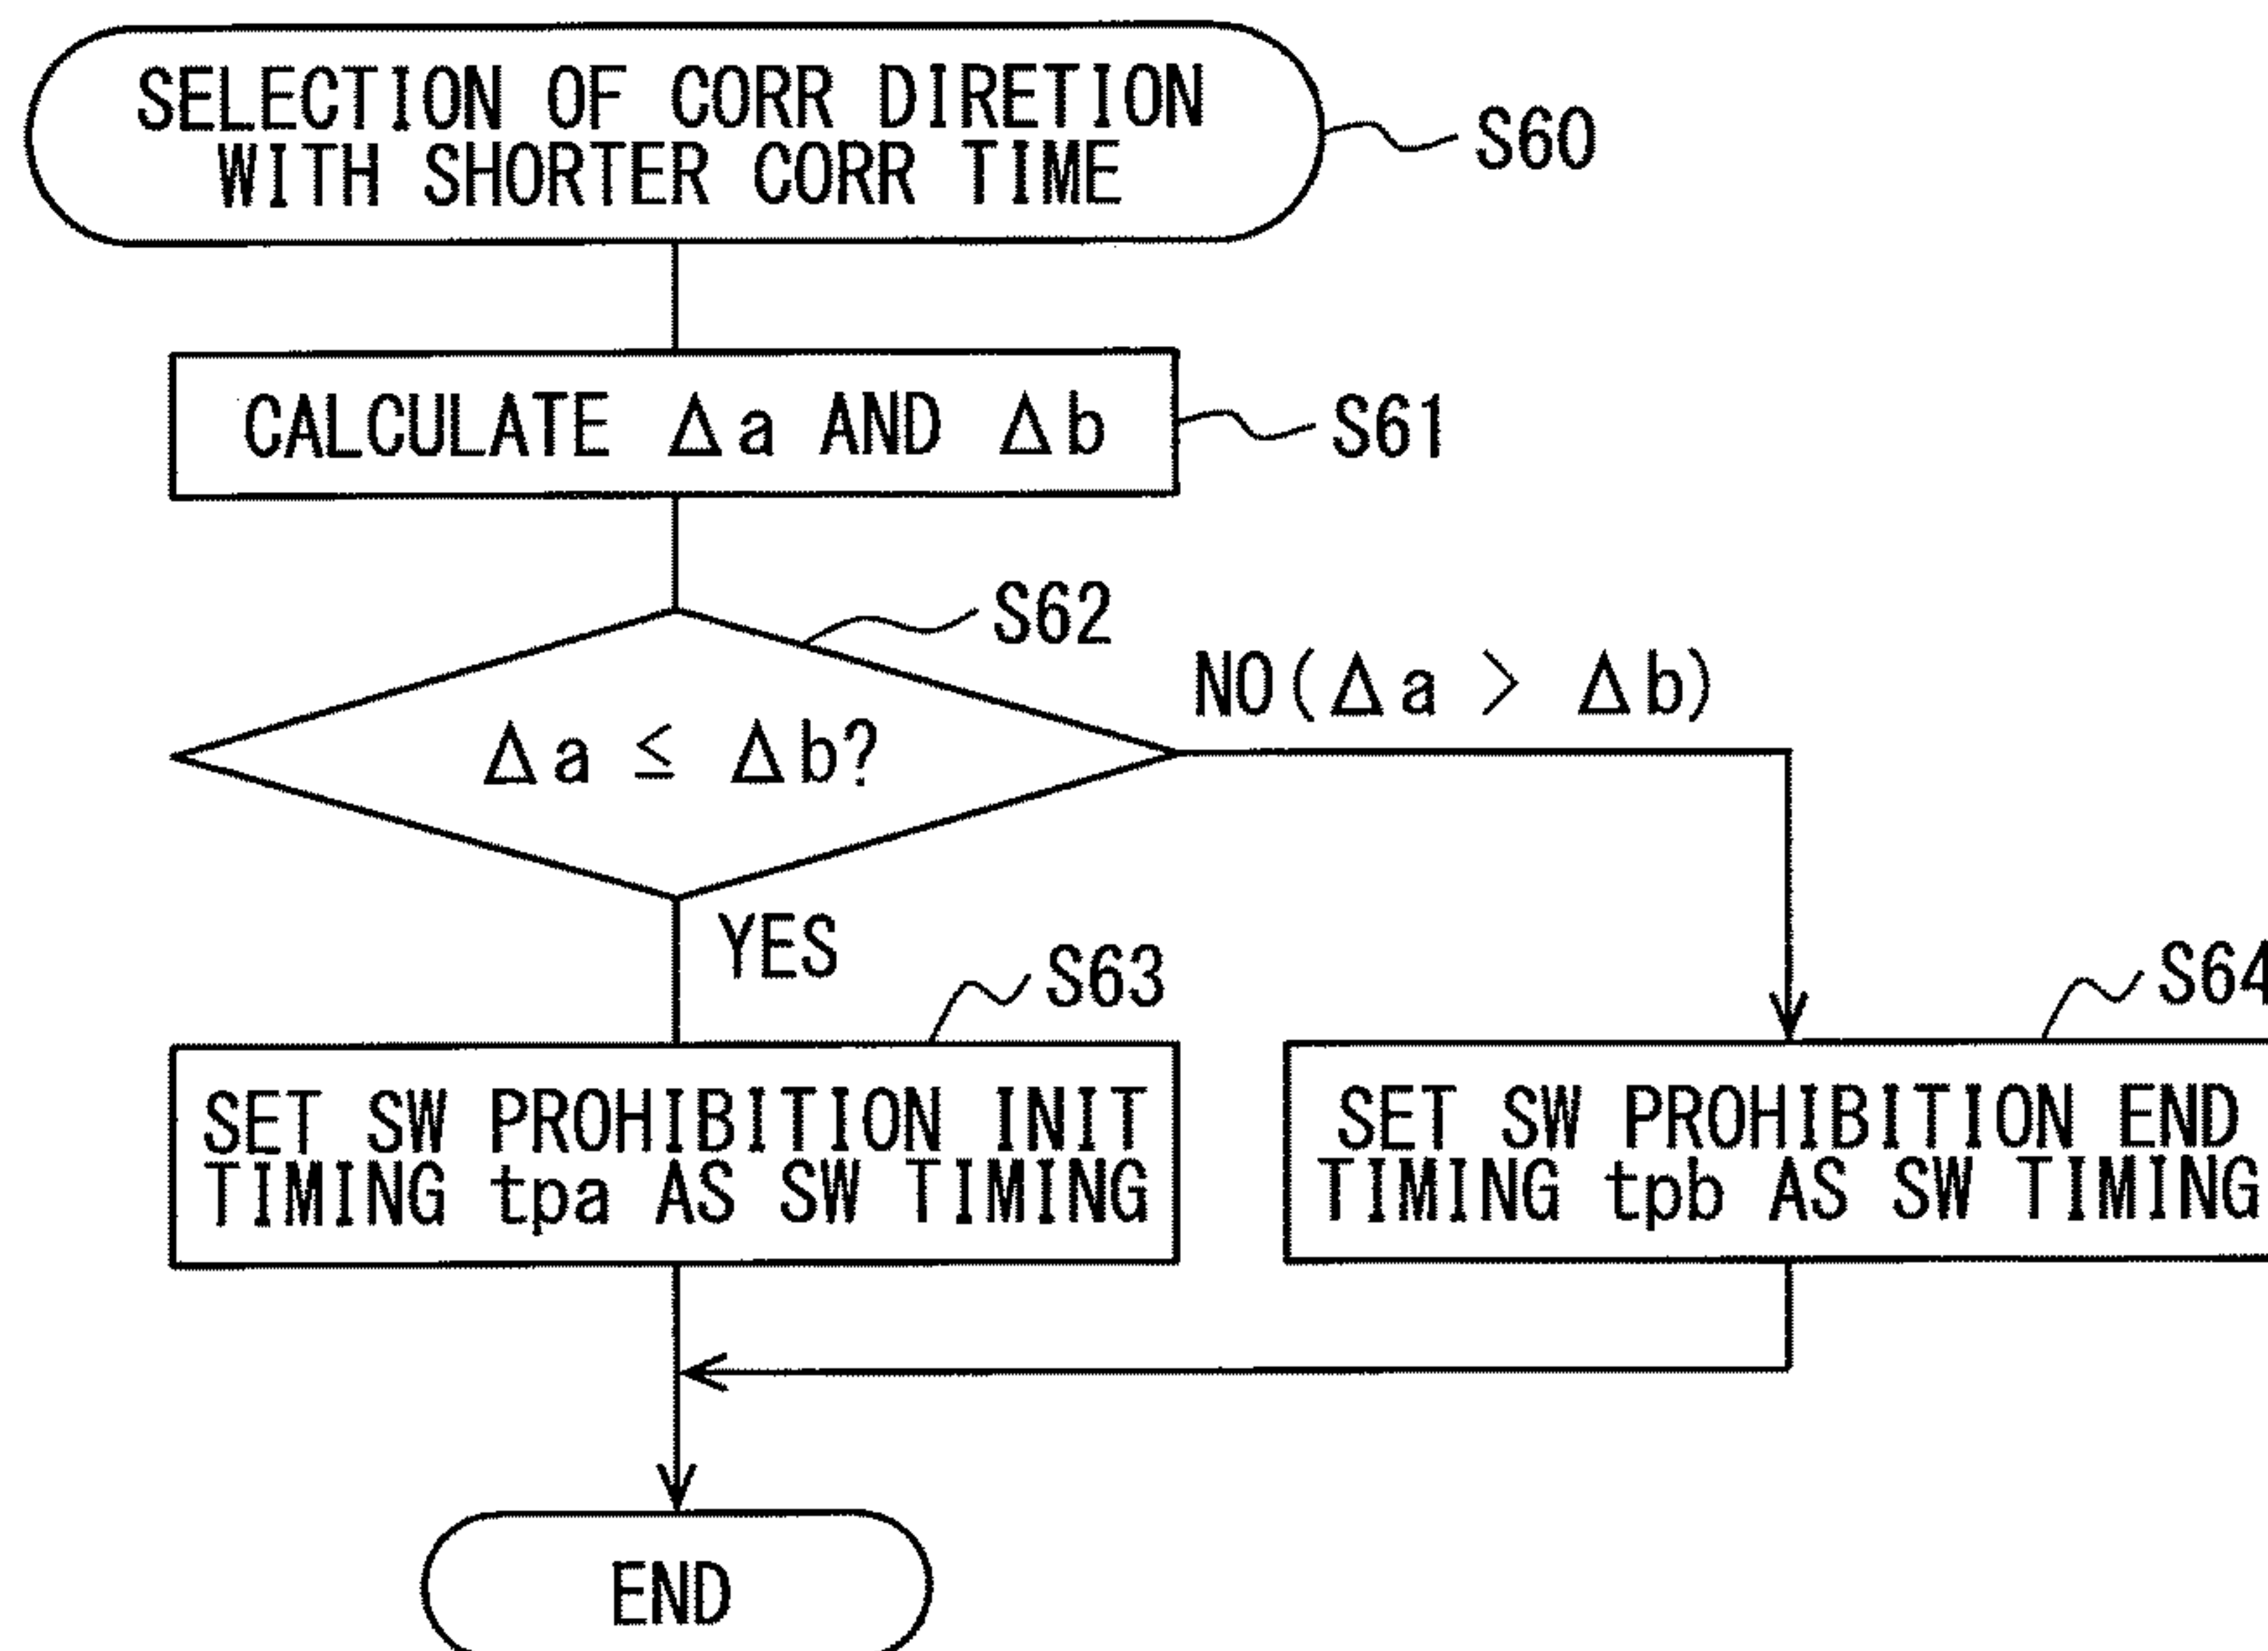 SELECTION OF CORR DIRETION
WITH SHORTER CORR TIME
S60
CALCULATE Δa AND Δb
S61
S62
NO(Δa > Δb)
Δa ≤ Δb?
YES
S63
S64
SET SW PROHIBITION INIT
TIMING tpa AS SW TIMING
SET SW PROHIBITION END
TIMING tpb AS SW TIMING
END